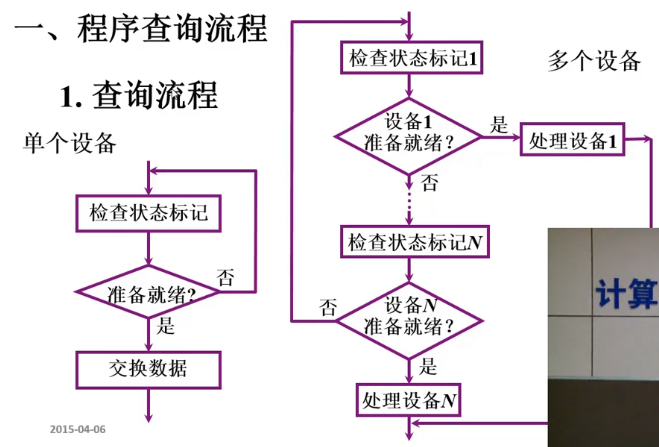 一、程序查询流程
1. 查询流程
单个设备
检查状态标记
准备就绪?
否
是
交换数据
2015-04-06
多个设备
检查状态标记1
设备1
准备就绪?
是
处理设备1
否
检查状态标记N
设备N
准备就绪?
否
是
处理设备N
计算